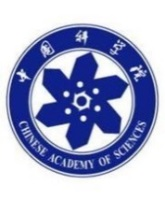 中国科学院
CHINESE ACADEMY OF SCIENCES